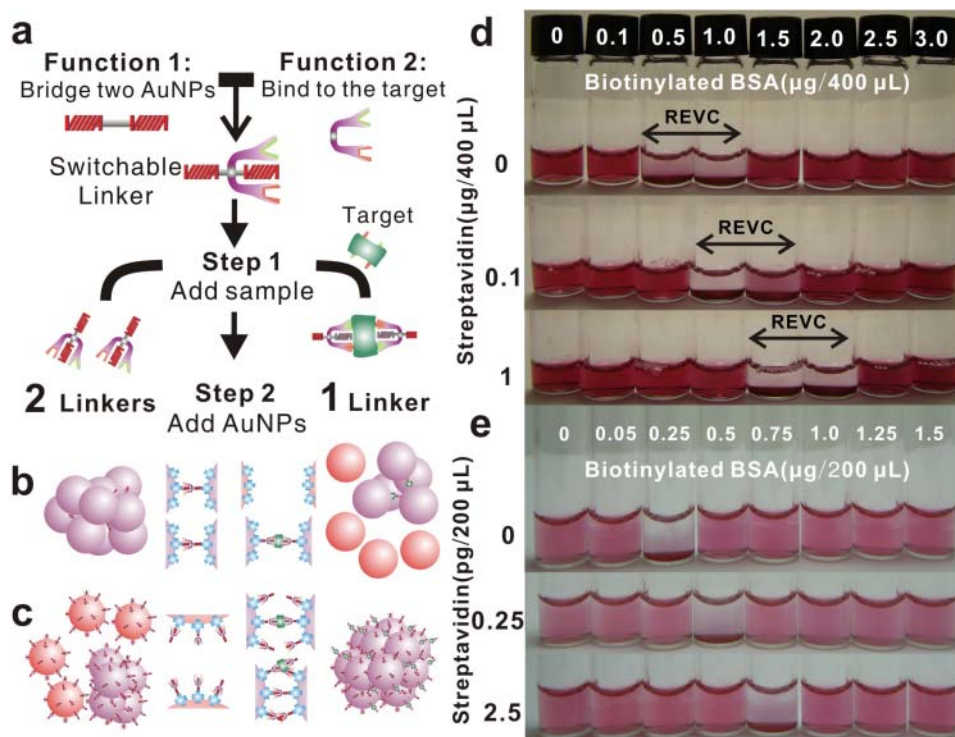 a
Function 1:
Bridge two AuNPs
Function 2:
Bind to the target
Switchable
Linker
Target
Step 1
Add sample
2 Linkers
Step 2
Add AuNPs
1 Linker
b
c
d
0 0.1 0.5 1.0 1.5 2.0 2.5 3.0
Biotinylated BSA(µg/400 µL)
Streptavidin(µg/400 µL)
REVC
0
REVC
0.1
REVC
1
e
0 0.05 0.25 0.5 0.75 1.0 1.25 1.5
Biotinylated BSA(µg/200 µL)
Streptavidin(pg/200 µL)
0
0.25
2.5